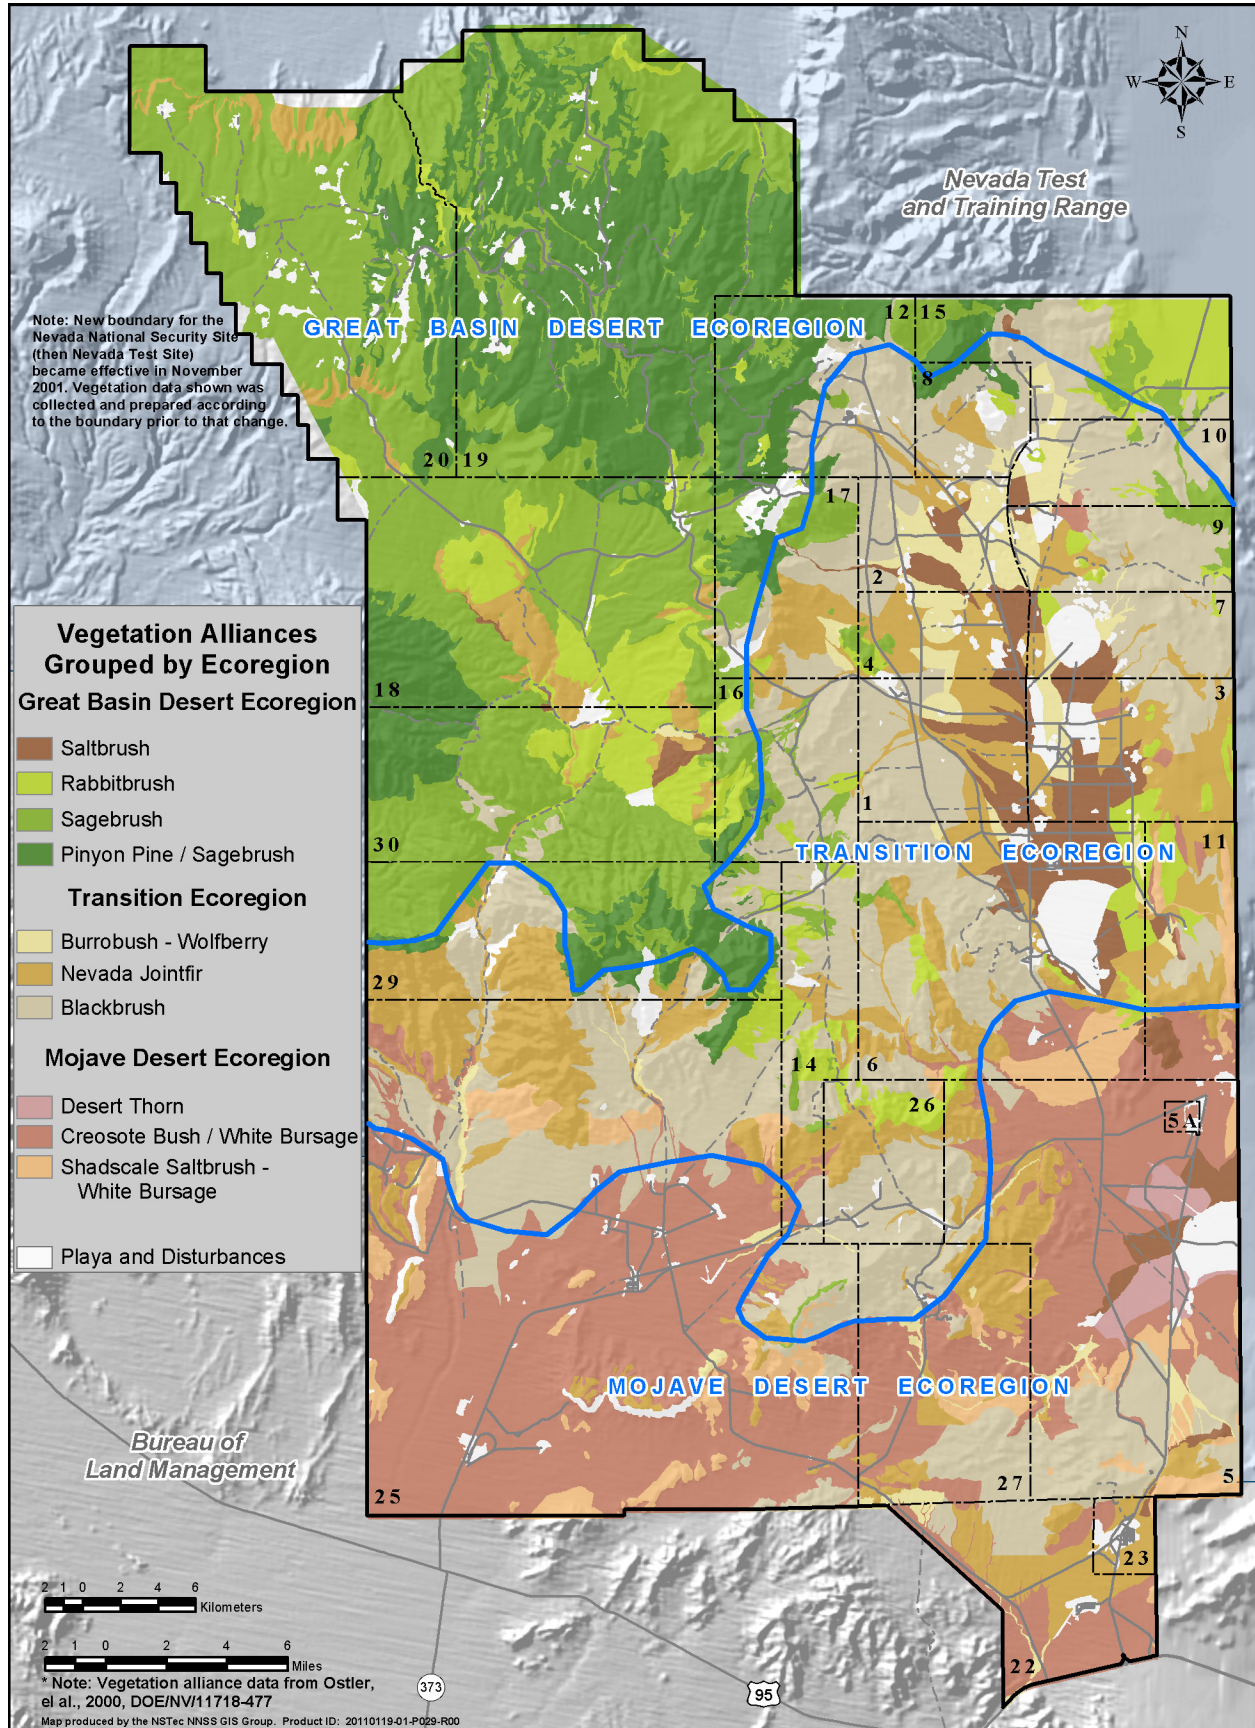 N
W E
S
Nevada Test
and Training Range
Note: New boundary for the
Nevada National Security Site
(then Nevada Test Site)
became effective in November
2001. Vegetation data shown was
collected and prepared according
to the boundary prior to that change.
GREAT BASIN DESERT ECOREGION
12 15
8
10
20 19
17
9
2
7
4
18
16
3
1
30
TRANSITION ECOREGION
11
29
14
6
26
5A
MOJAVE DESERT ECOREGION
25
27
5
23
22
Vegetation Alliances
Grouped by Ecoregion
Great Basin Desert Ecoregion
Saltbrush
Rabbitbrush
Sagebrush
Pinyon Pine / Sagebrush
Transition Ecoregion
Burrobush - Wolfberry
Nevada Jointfir
Blackbrush
Mojave Desert Ecoregion
Desert Thorn
Creosote Bush / White Bursage
Shadscale Saltbrush -
White Bursage
Playa and Disturbances
Bureau of
Land Management
2 1 0 2 4 6
Kilometers
2 1 0 2 4 6
Miles
* Note: Vegetation alliance data from Ostler,
el al., 2000, DOE/NV/11718-477
Map produced by the NSTec NNSS GIS Group. Product ID: 20110119-01-P029-R00
373
95